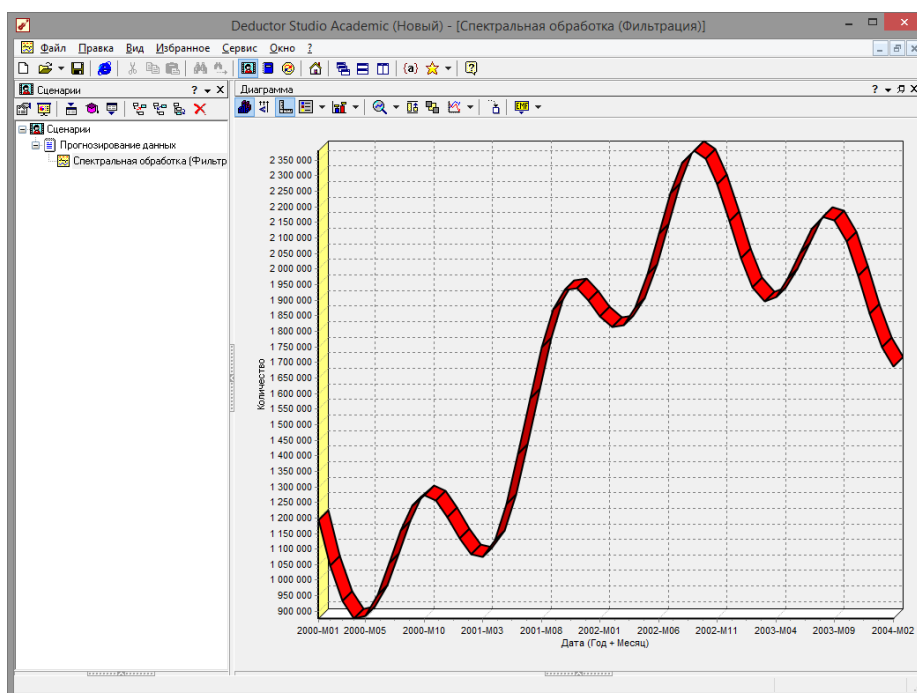 Deductor Studio Academic (Новый) - [Спектральная обработка (Фильтрация)]
Файл Правка Вид Избранное Сервис Окно ?
Сценарии ?
Диаграмма ?
Сценарии
Прогнозирование данных
Спектральная обработка (Фильтр
2 350 000
2 300 000
2 250 000
2 200 000
2 150 000
2 100 000
2 050 000
2 000 000
1 950 000
1 900 000
1 850 000
1 800 000
1 750 000
1 700 000
1 650 000
1 600 000
1 550 000
1 500 000
1 450 000
1 400 000
1 350 000
1 300 000
1 250 000
1 200 000
1 150 000
1 100 000
1 050 000
1 000 000
950 000
900 000
Количество
2000-M01 2000-M05 2000-M10 2001-M03 2001-M08 2002-M01 2002-M06 2002-M11 2003-M04 2003-M09 2004-M02
Дата (Год + Месяц)